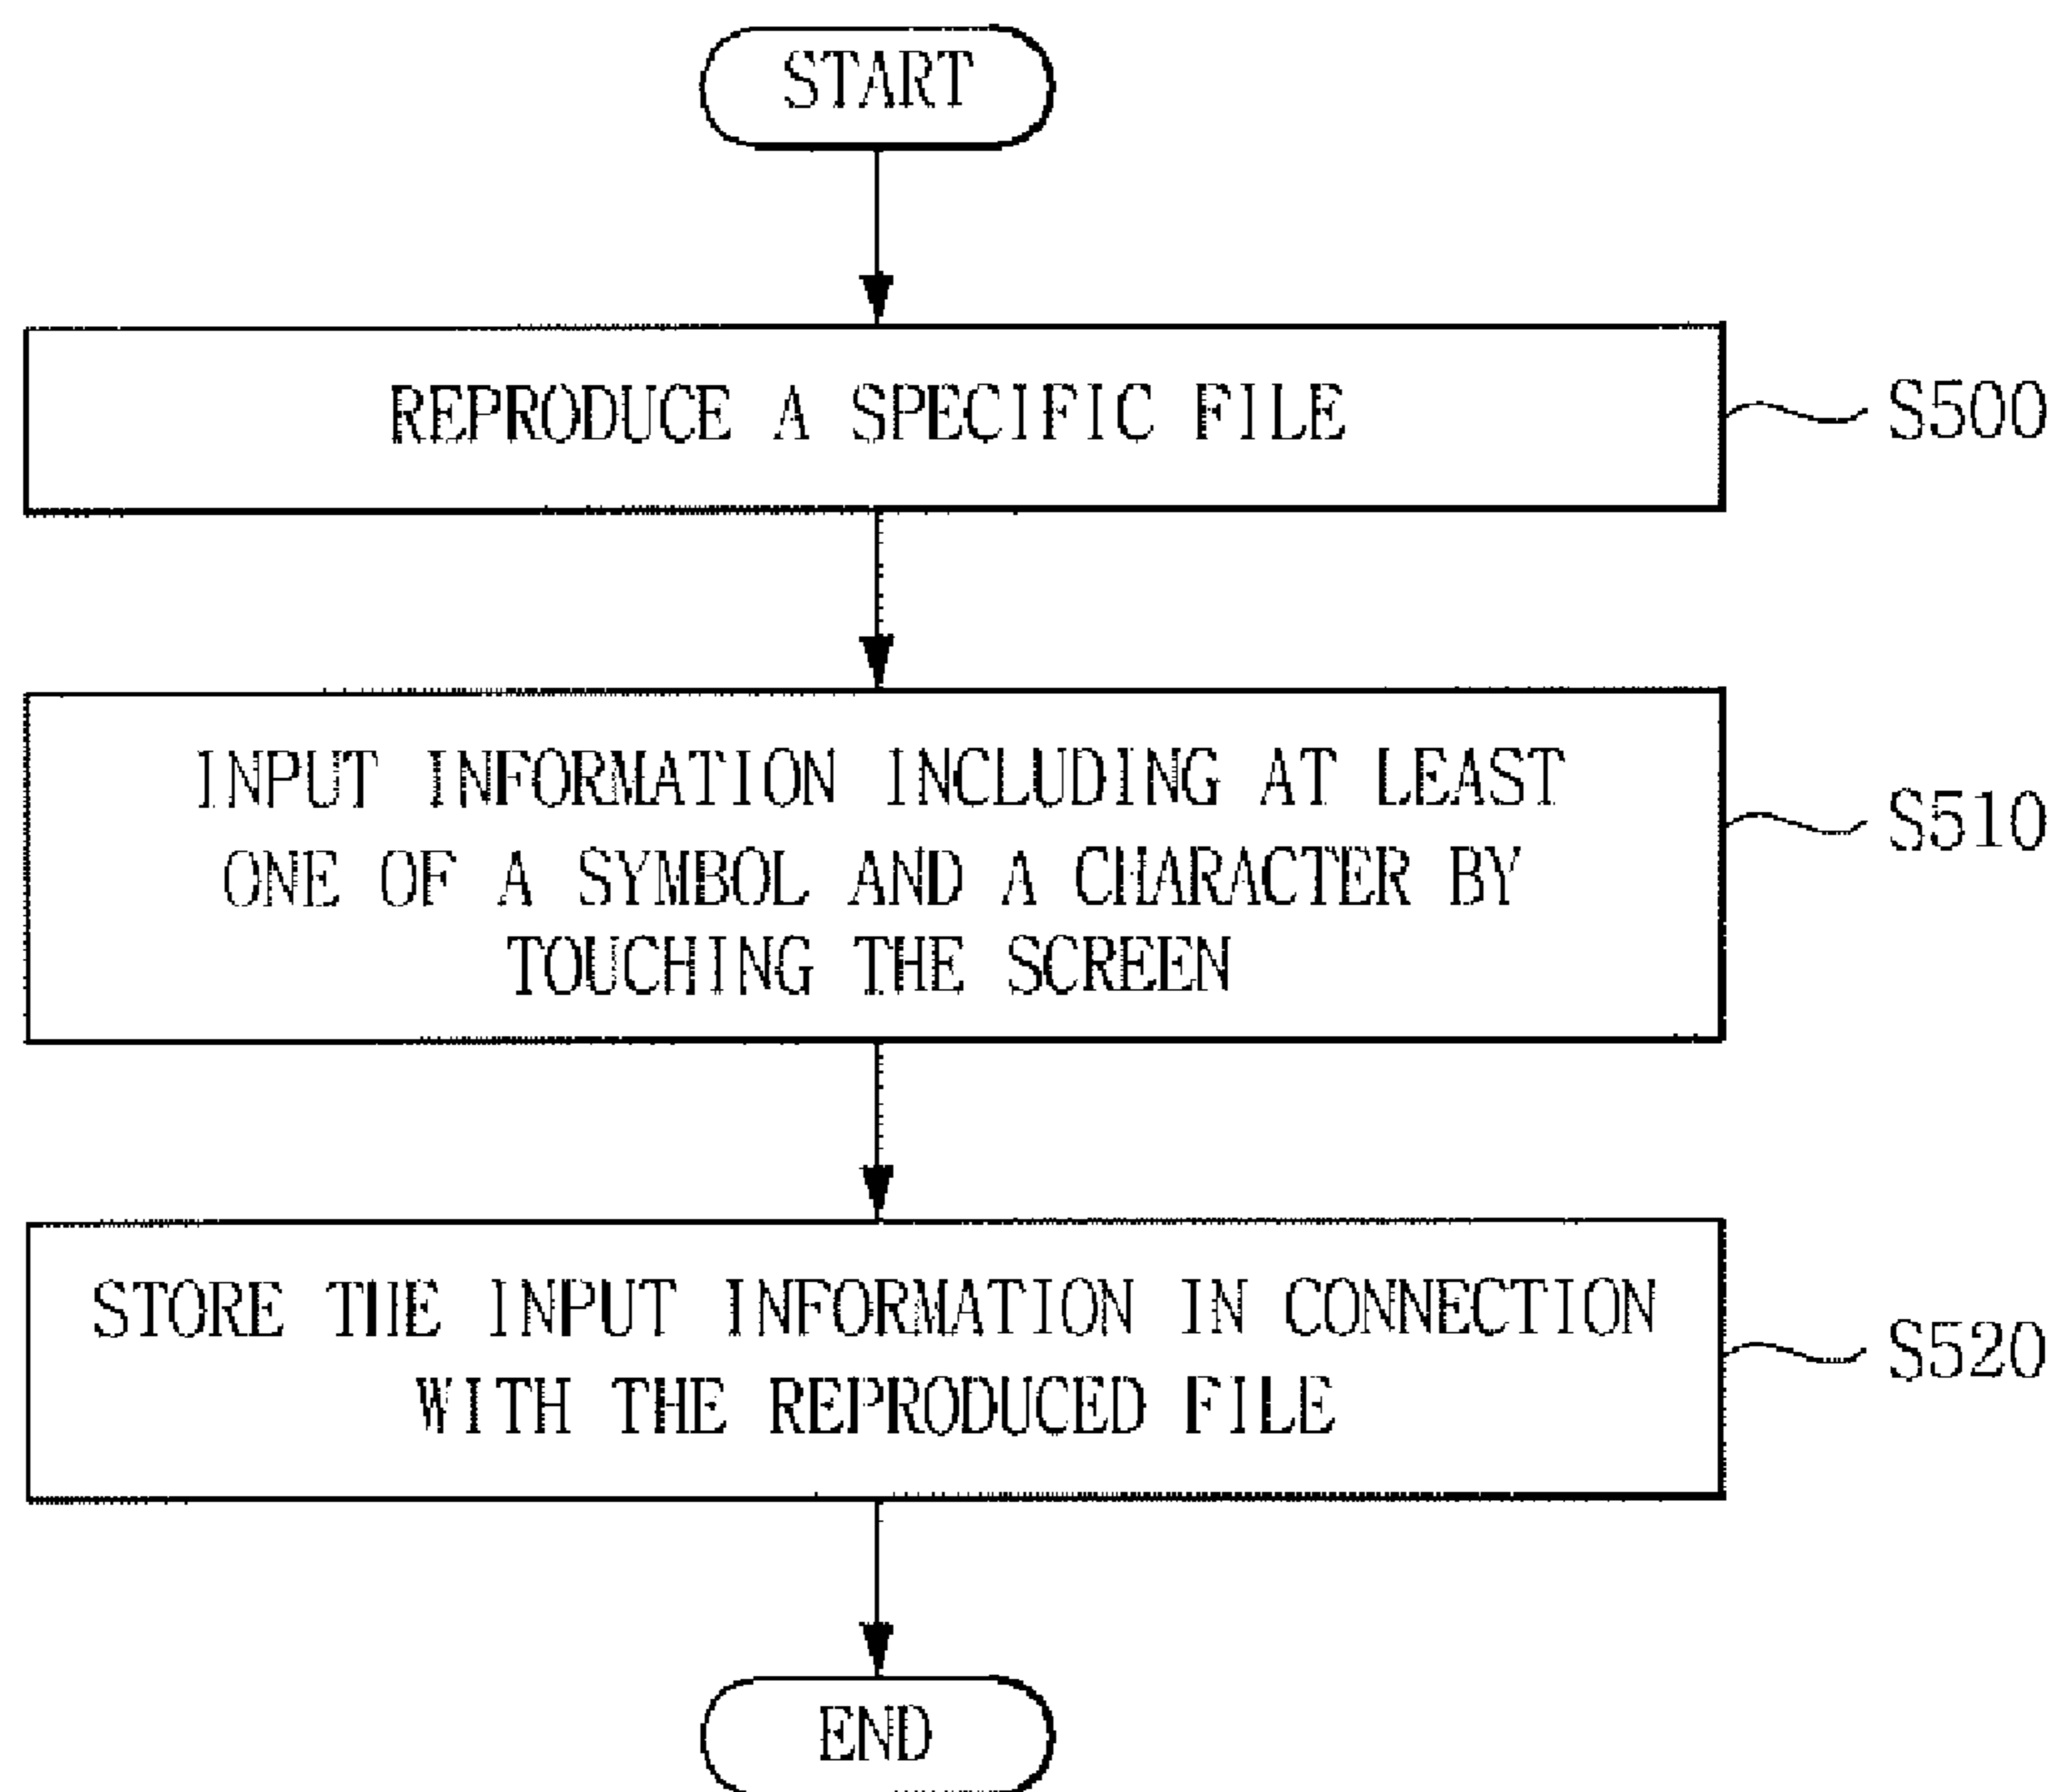 START
REPRODUCE A SPECIFIC FILE
S500
INPUT INFORMATION INCLUDING AT LEAST
ONE OF A SYMBOL AND A CHARACTER BY
TOUCHING THE SCREEN
S510
STORE THE INPUT INFORMATION IN CONNECTION
WITH THE REPRODUCED FILE
S520
END